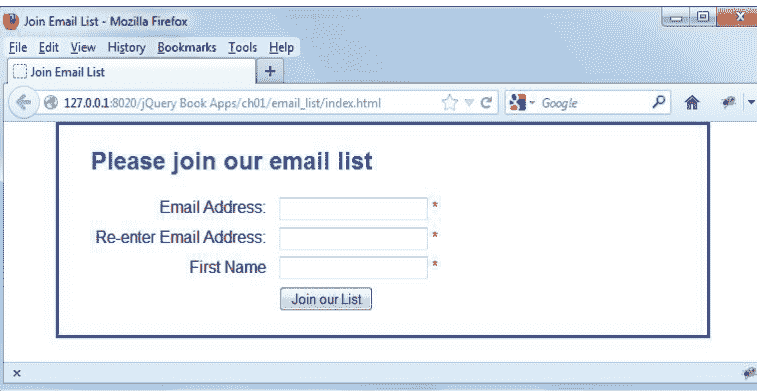 Join Email List - Mozilla Firefox
File Edit View History Bookmarks Tools Help
Join Email List +
127.0.0.1:8020/jQuery Book Apps/ch01/email_list/index.html Google
Please join our email list
Email Address: *
Re-enter Email Address: *
First Name *
Join our List
x